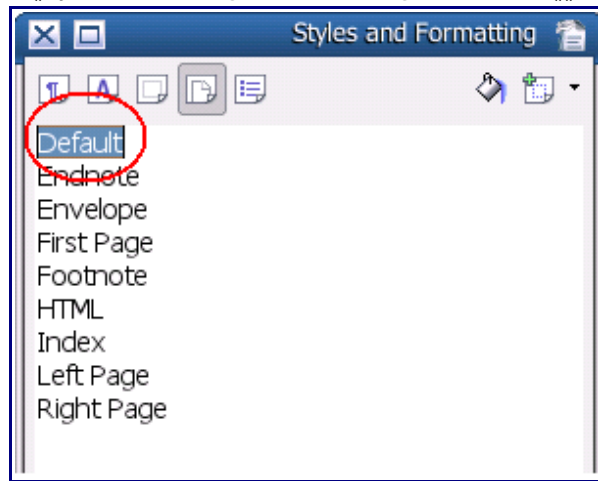 Styles and Formatting
Default
Endnote
Envelope
First Page
Footnote
HTML
Index
Left Page
Right Page